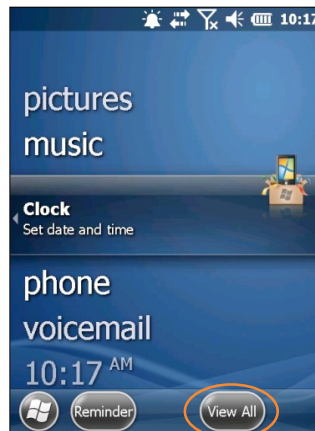 10:17
pictures
music
Clock
Set date and time
phone
voicemail
10:17 AM
Reminder
View All